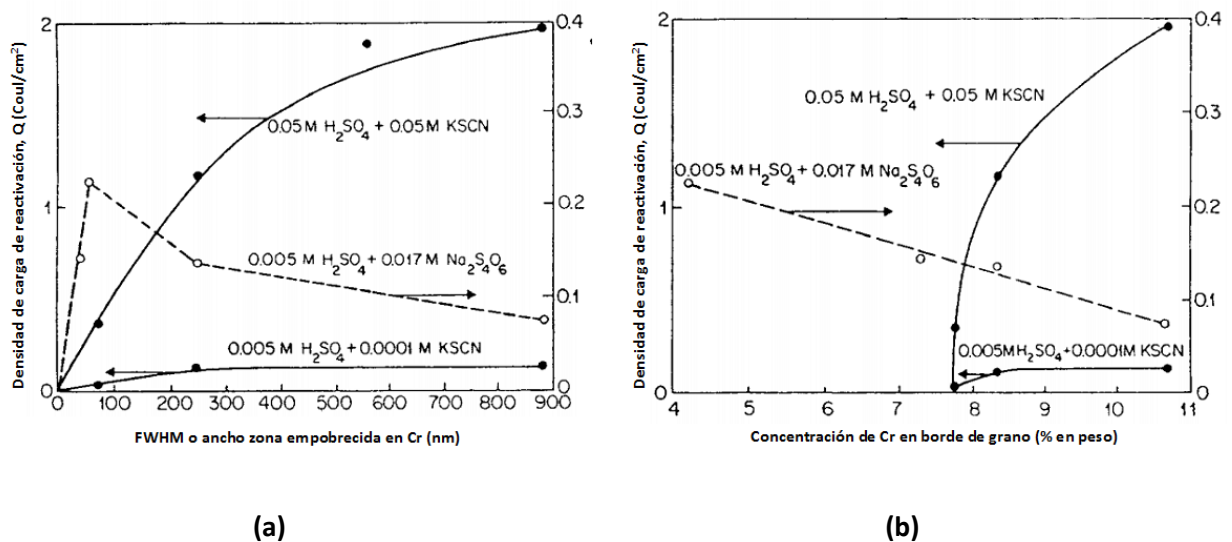 (a)
Densidad de carga de reactivación, Q (Coul/cm²)
2
1
0
0.4
0.3
0.2
0.1
0
0.05 M H₂SO₄ + 0.05 M KSCN
0.005 M H₂SO₄ + 0.017 M Na₂S₄O₆
0.005 M H₂SO₄ + 0.0001 M KSCN
0 100 200 300 400 500 600 700 800 900
FWHM o ancho zona empobrecida en Cr (nm)
(a)
(b)
Densidad de carga de reactivación, Q (Coul/cm²)
2
1
0
0.4
0.3
0.2
0.1
0
0.05 M H₂SO₄ + 0.05 M KSCN
0.005 M H₂SO₄ + 0.017 M Na₂S₄O₆
0.005 M H₂SO₄ + 0.0001 M KSCN
4 5 6 7 8 9 10 11
Concentración de Cr en borde de grano (% en peso)
(b)